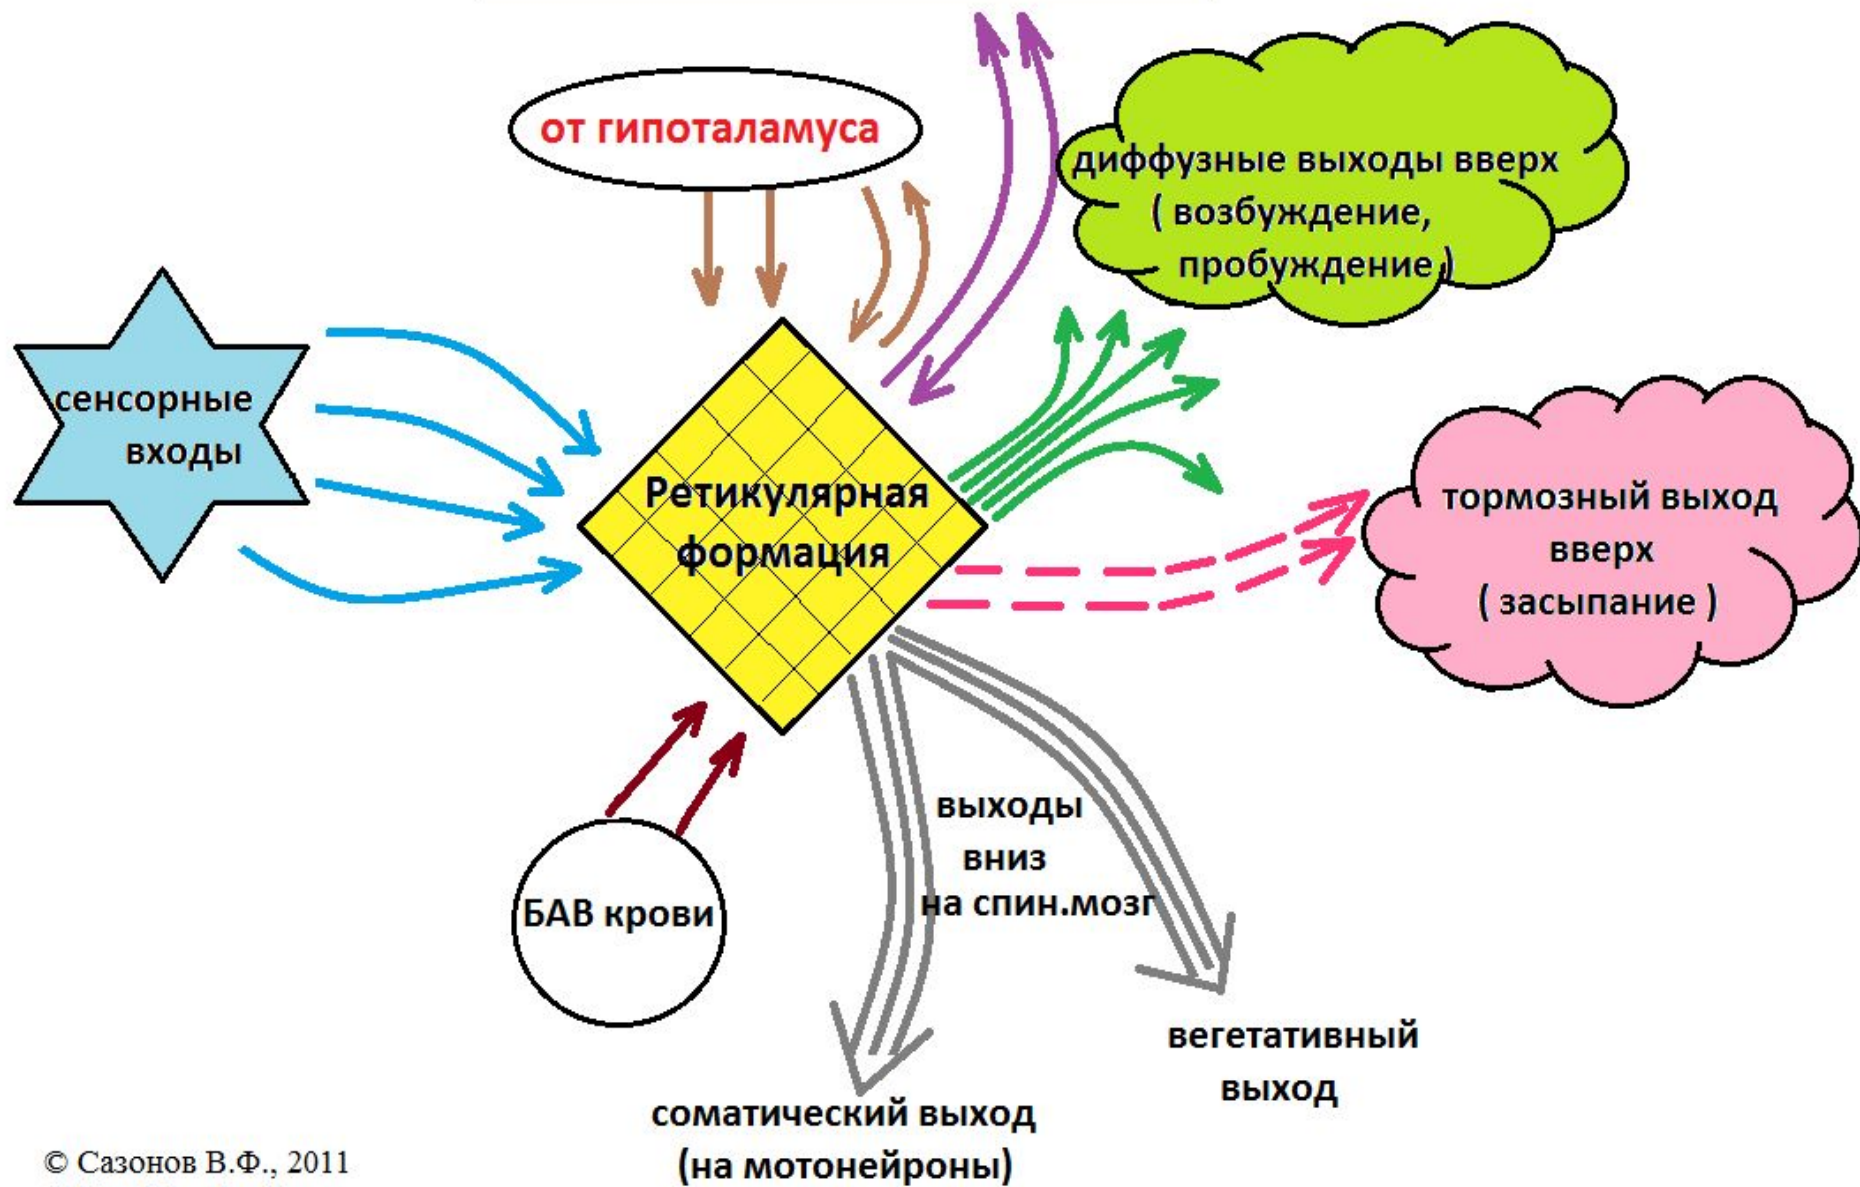 от гипоталамуса
диффузные выходы вверх
( возбуждение,
пробуждение )
сенсорные
входы
Ретикулярная
формация
тормозный выход
вверх
( засыпание )
выходы
вниз
на спин.мозг
БАВ крови
вегетативный
выход
соматический выход
(на мотонейроны)
© Сазонов В.Ф., 2011